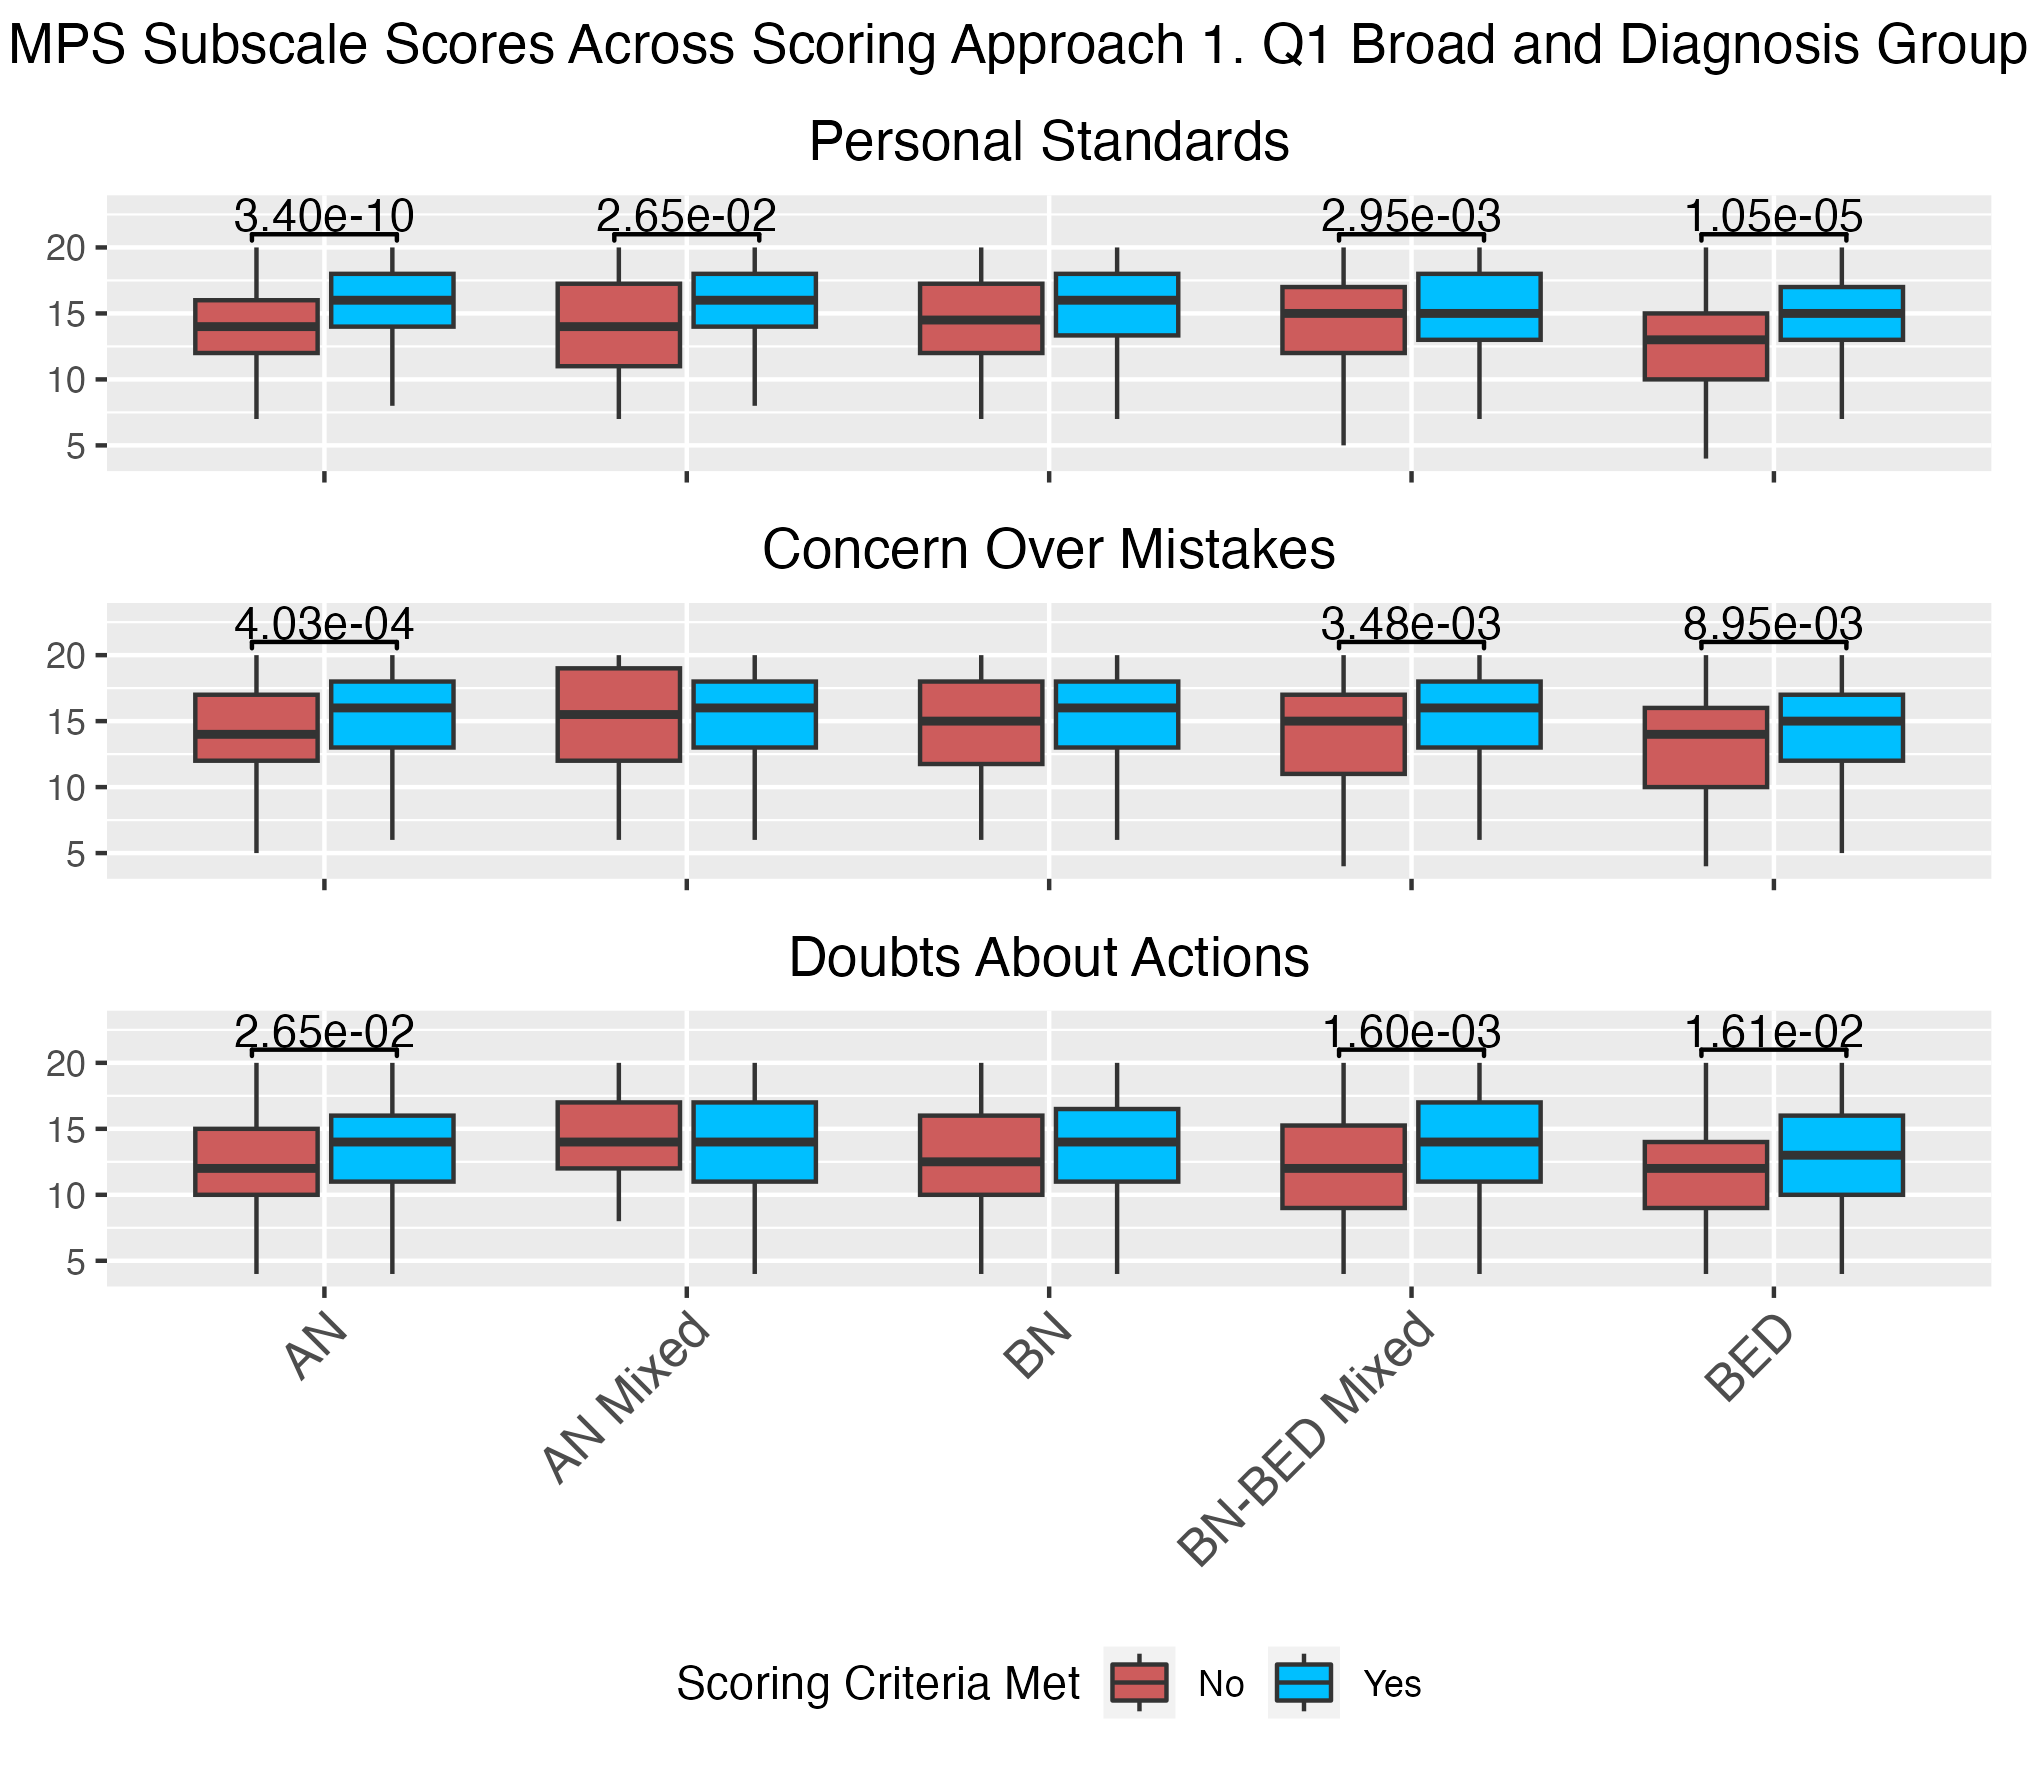 MPS Subscale Scores Across Scoring Approach 1. Q1 Broad and Diagnosis Group
Personal Standards
3.40e-10 2.65e-02 2.95e-03 1.05e-05
20
15
10
5
Concern Over Mistakes
4.03e-04 3.48e-03 8.95e-03
20
15
10
5
Doubts About Actions
2.65e-02 1.60e-03 1.61e-02
20
15
10
5
AN
AN Mixed
BN
BN-BED Mixed
BED
Scoring Criteria Met No Yes